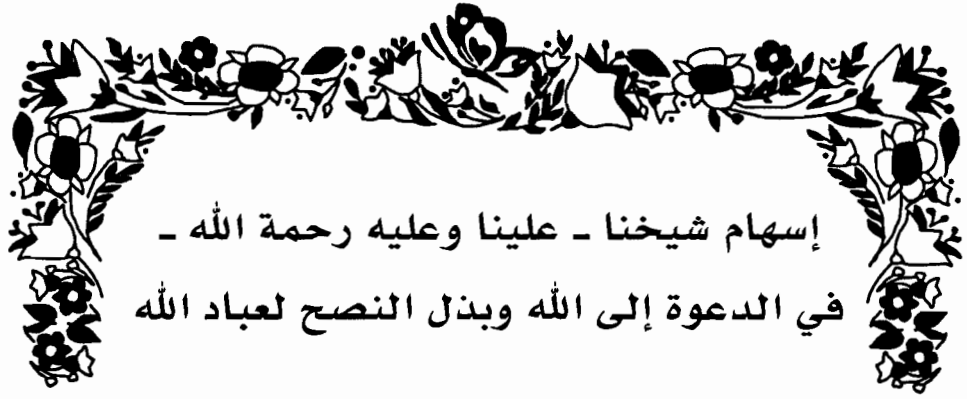 إسهام شيخنا ـ علينا وعليه رحمة الله ـ
في الدعوة إلى الله وبذل النصح لعباد الله